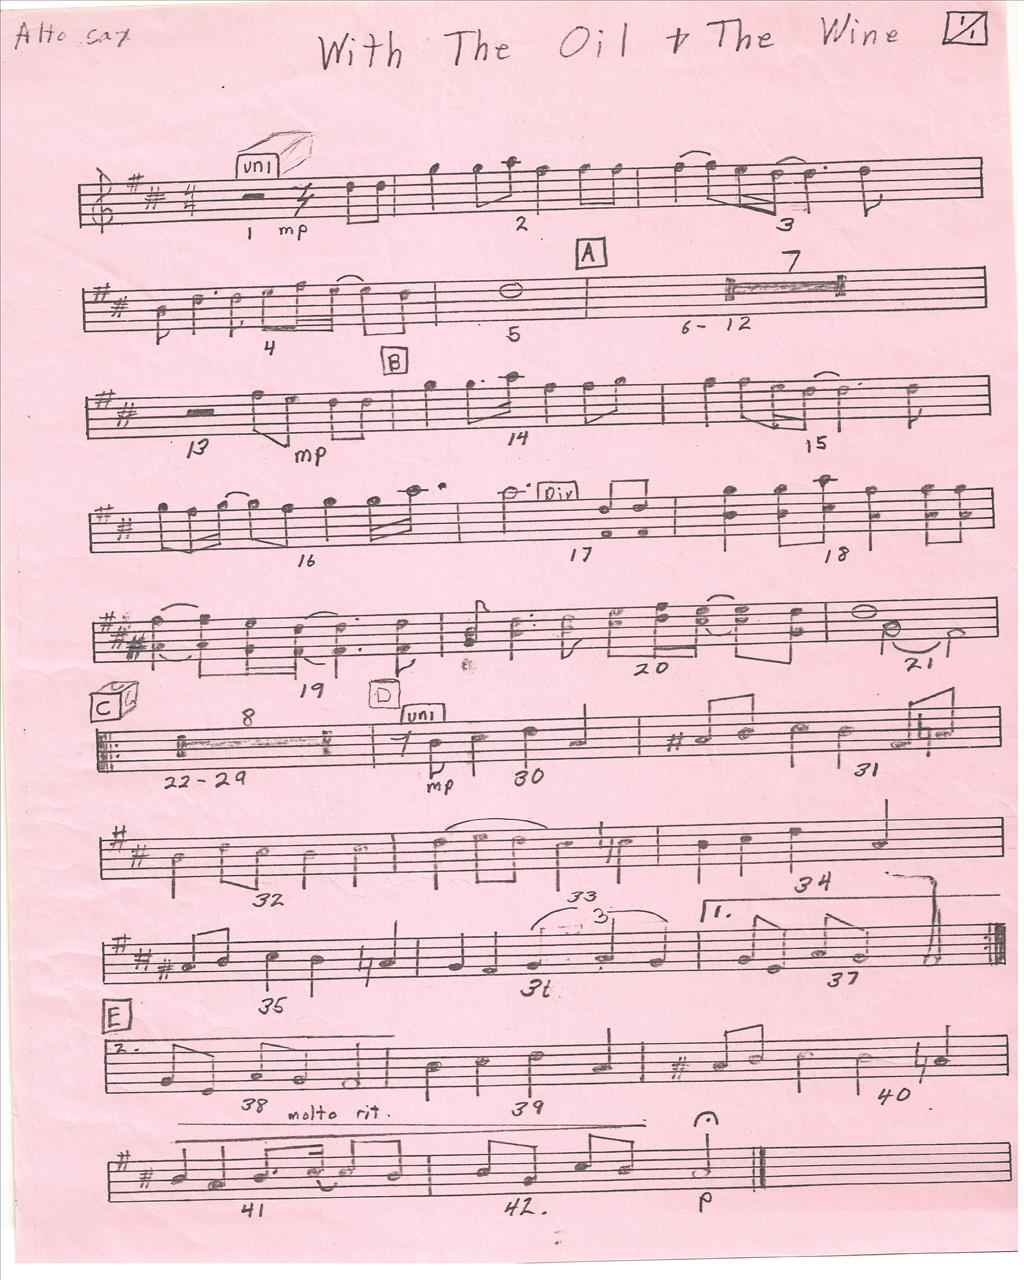 Alto sax
With The Oil + The Wine 1/1
uni
4/4
1 mp 2 3
A 7
4 5 6-12
B
13 mp 14 15
Div
16 17 18
19 20 21
C 8 D uni
22-29 mp 30 31
32 33 34
3 1.
35 37
E
2.
38 39 40
molto rit.
41 42. p